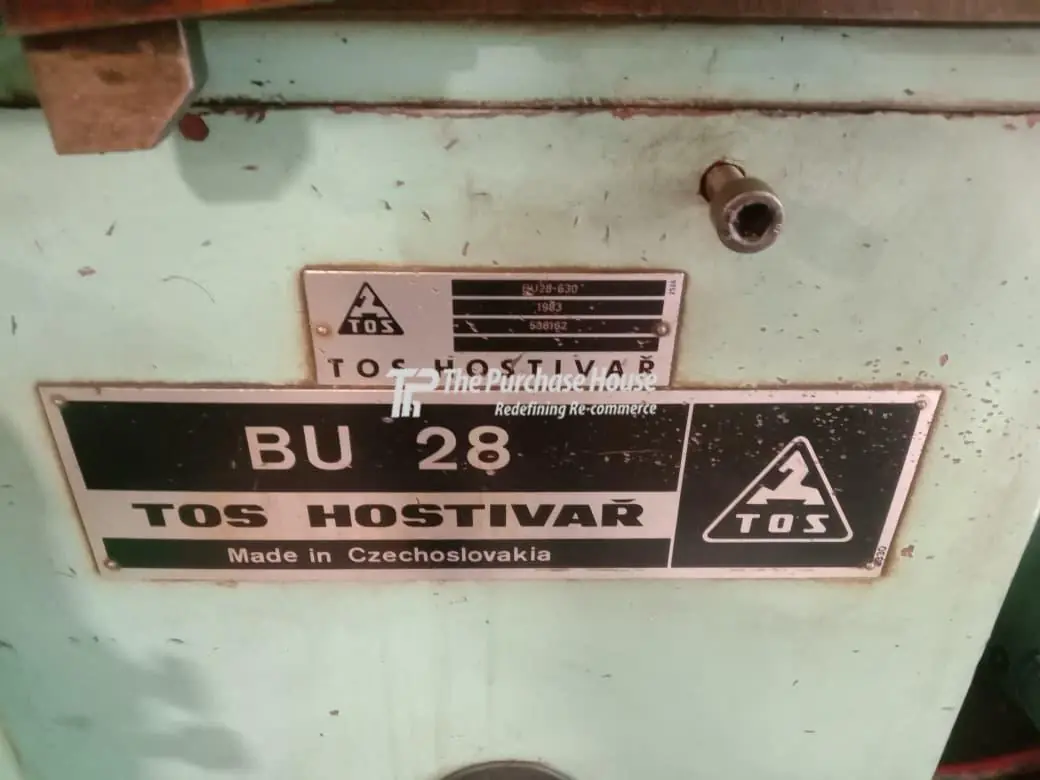 TOS
BU28-630
1983
538162
TOS HOSTIVAŘ
TP The Purchase House
Redefining Re-commerce
BU 28
TOS HOSTIVAŘ
Made in Czechoslovakia
TOS